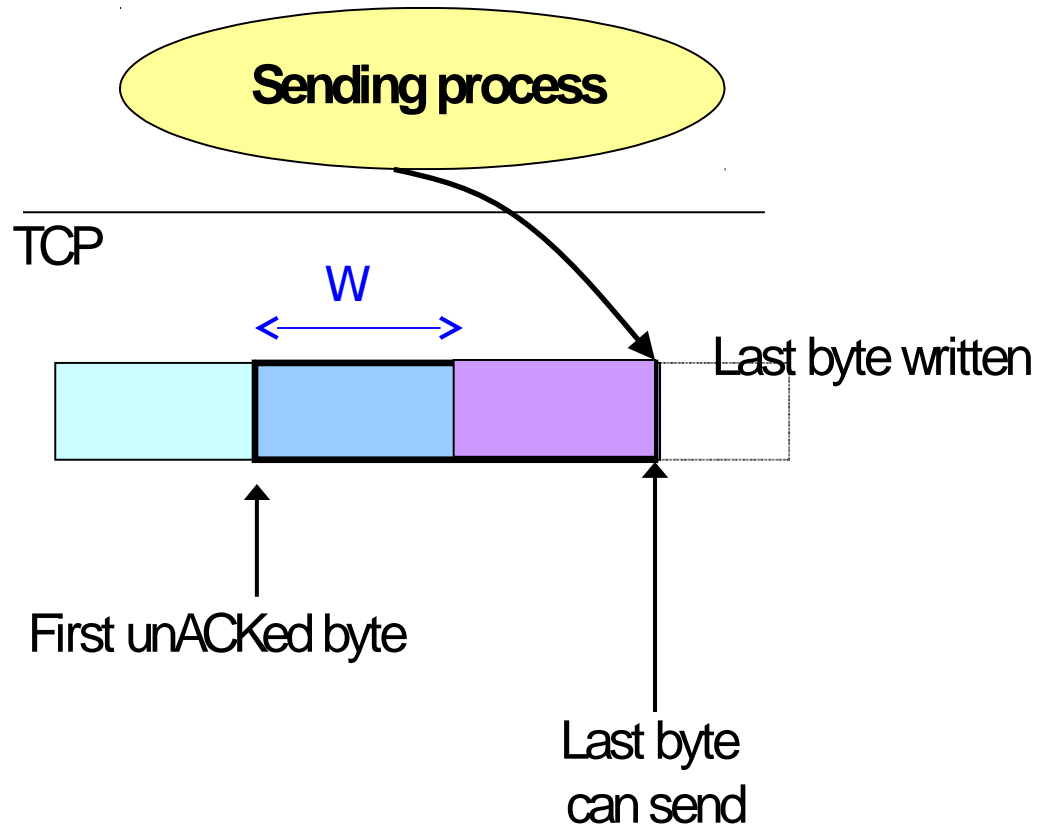 Sending process
TCP
W
Last byte written
First unACKed byte
Last byte
can send